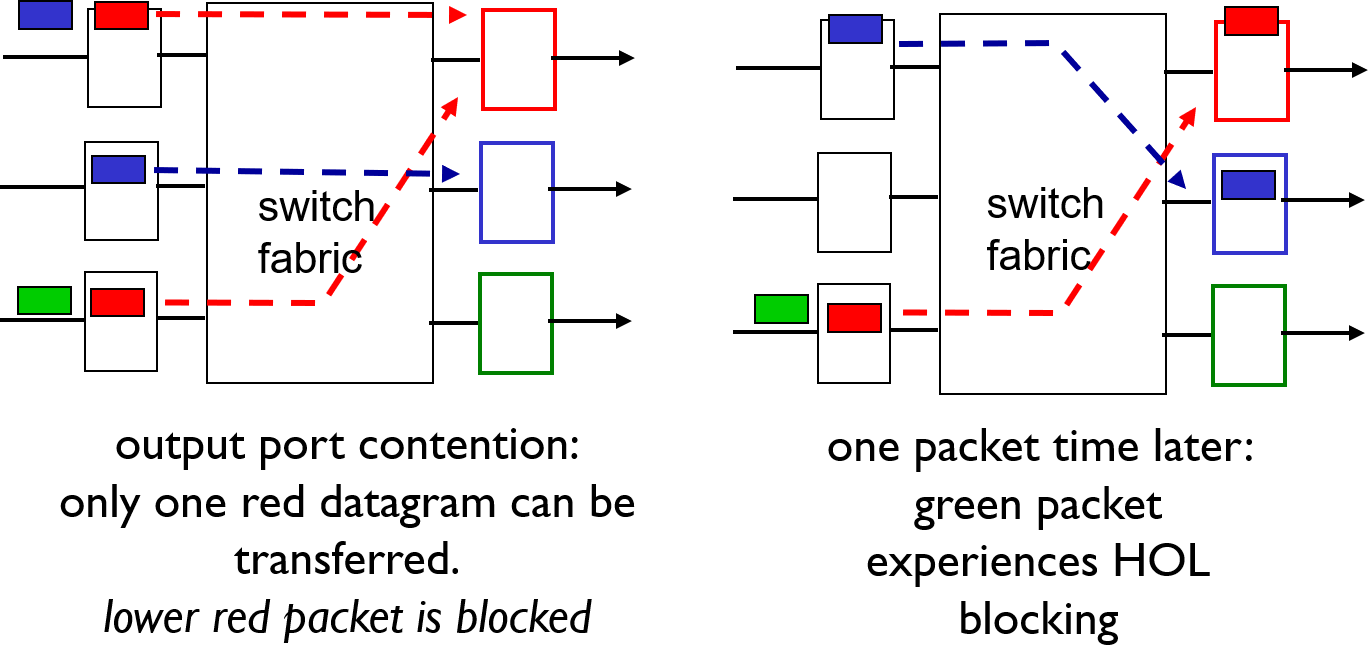 switch
fabric
output port contention:
only one red datagram can be
transferred.
lower red packet is blocked
switch
fabric
one packet time later:
green packet
experiences HOL
blocking